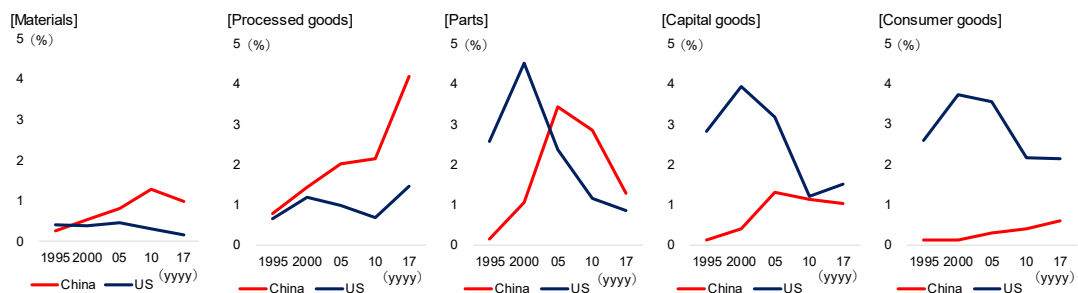 [Materials]
5 （%）
4
3
2
1
0
1995 2000 05 10 17
（yyyy）
China US
[Processed goods]
5 （%）
4
3
2
1
0
1995 2000 05 10 17
（yyyy）
China US
[Parts]
5 （%）
4
3
2
1
0
1995 2000 05 10 17
（yyyy）
China US
[Capital goods]
5 （%）
4
3
2
1
0
1995 2000 05 10 17
（yyyy）
China US
[Consumer goods]
5 （%）
4
3
2
1
0
1995 2000 05 10 17
（yyyy）
China US